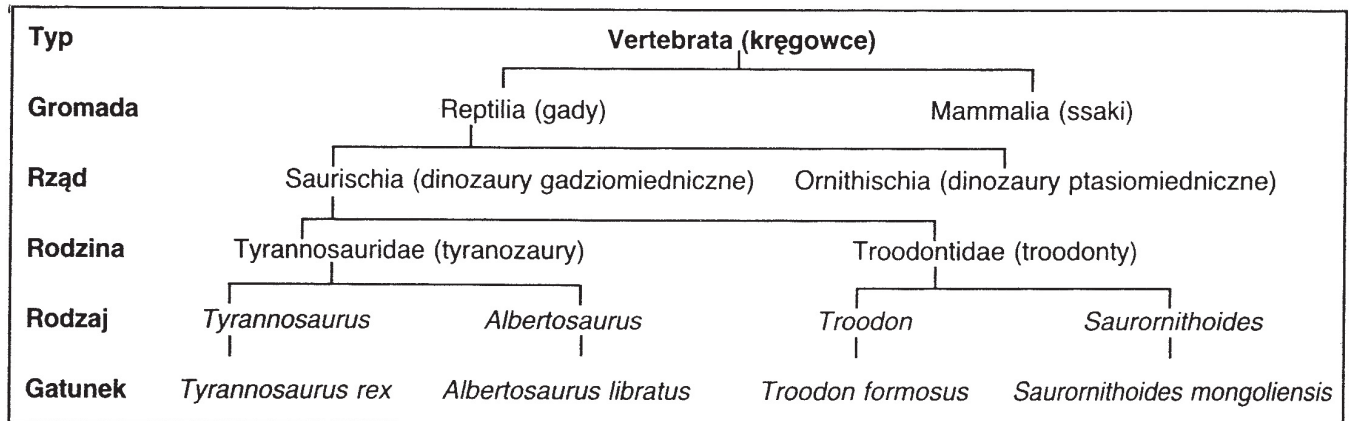 Typ Vertebrata (kręgowce)
Gromada Reptilia (gady) Mammalia (ssaki)
Rząd Saurischia (dinozaury gadziomiedniczne) Ornithischia (dinozaury ptasiomiedniczne)
Rodzina Tyrannosauridae (tyranozaury) Troodontidae (troodonty)
Rodzaj Tyrannosaurus Albertosaurus Troodon Saurornithoides
Gatunek Tyrannosaurus rex Albertosaurus libratus Troodon formosus Saurornithoides mongoliensis